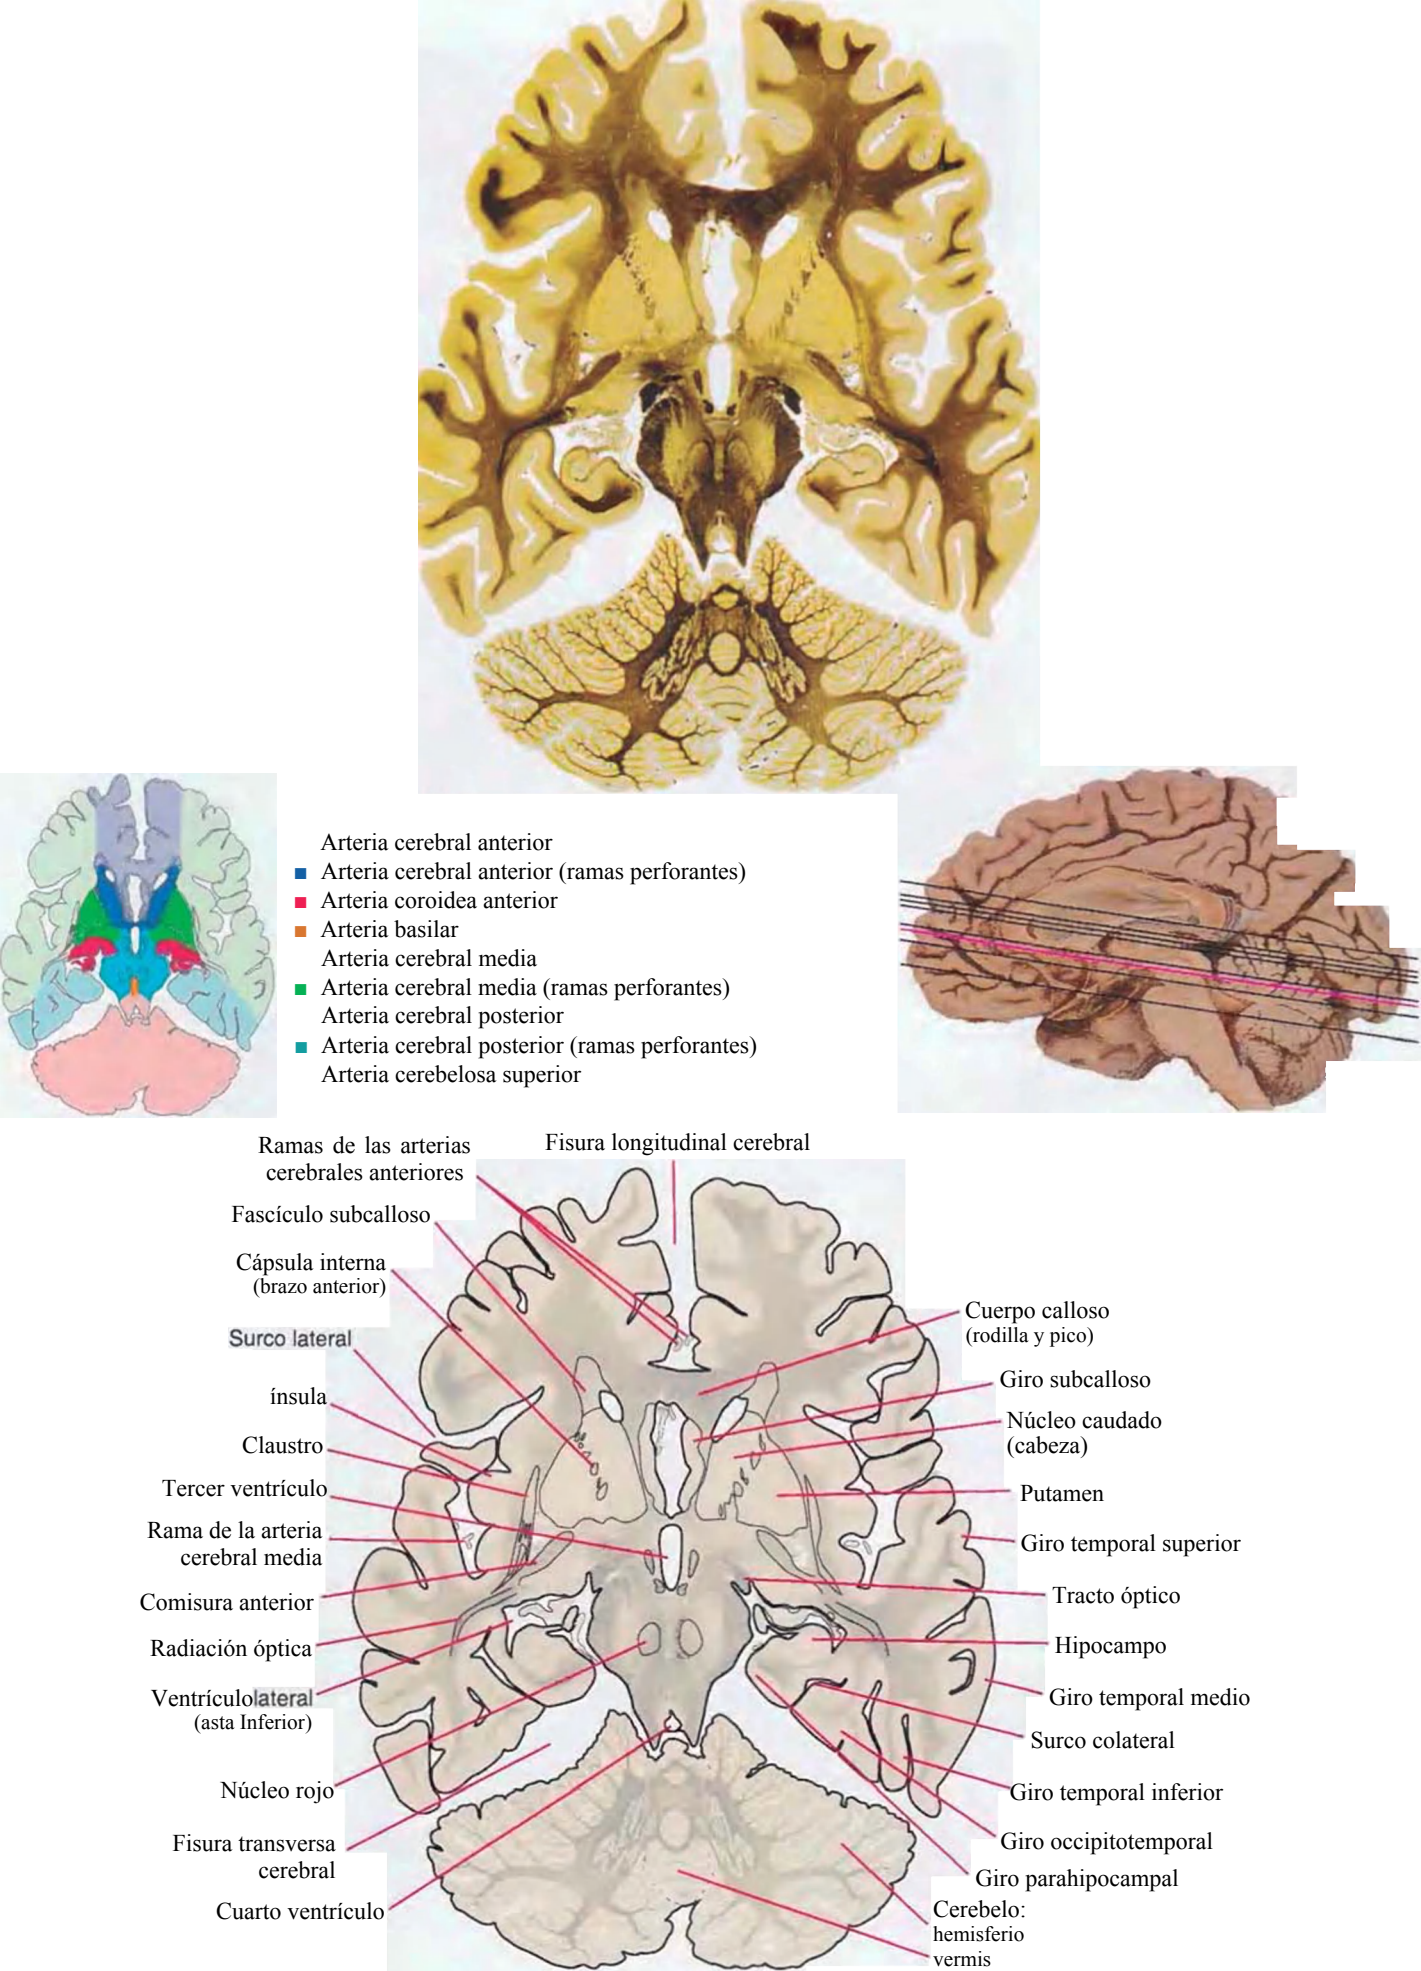 Arteria cerebral anterior
Arteria cerebral anterior (ramas perforantes)
Arteria coroidea anterior
Arteria basilar
Arteria cerebral media
Arteria cerebral media (ramas perforantes)
Arteria cerebral posterior
Arteria cerebral posterior (ramas perforantes)
Arteria cerebelosa superior
Ramas de las arterias
cerebrales anteriores
Fisura longitudinal cerebral
Fascículo subcalloso
Cápsula interna
(brazo anterior)
Surco lateral
ínsula
Claustro
Tercer ventrículo
Rama de la arteria
cerebral media
Comisura anterior
Radiación óptica
Ventrículolateral
(asta Inferior)
Núcleo rojo
Fisura transversa
cerebral
Cuarto ventrículo
Cuerpo calloso
(rodilla y pico)
Giro subcalloso
Núcleo caudado
(cabeza)
Putamen
Giro temporal superior
Tracto óptico
Hipocampo
Giro temporal medio
Surco colateral
Giro temporal inferior
Giro occipitotemporal
Giro parahipocampal
Cerebelo:
hemisferio
vermis